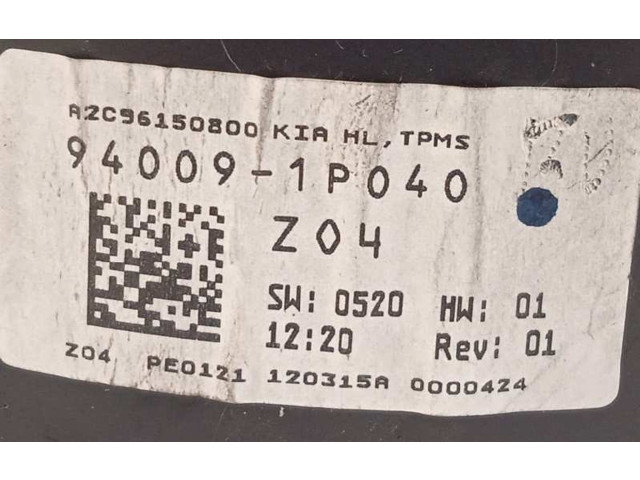 A2C96150800 KIA HL, TPMS
94009-1P040
Z04
SW: 0520 HW: 01
12:20 Rev: 01
Z04 PE0121 120315A 0000424